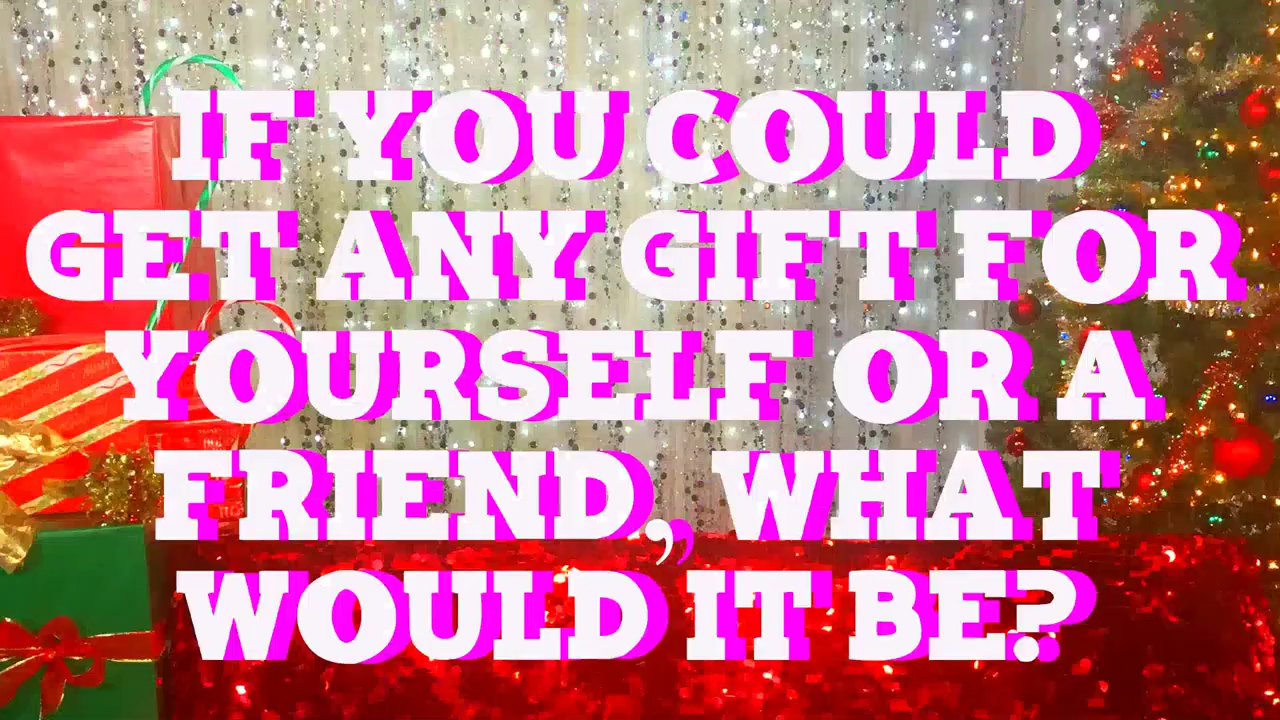 IF YOU COULD
GET ANY GIFT FOR
YOURSELF OR A
FRIEND, WHAT
WOULD IT BE?